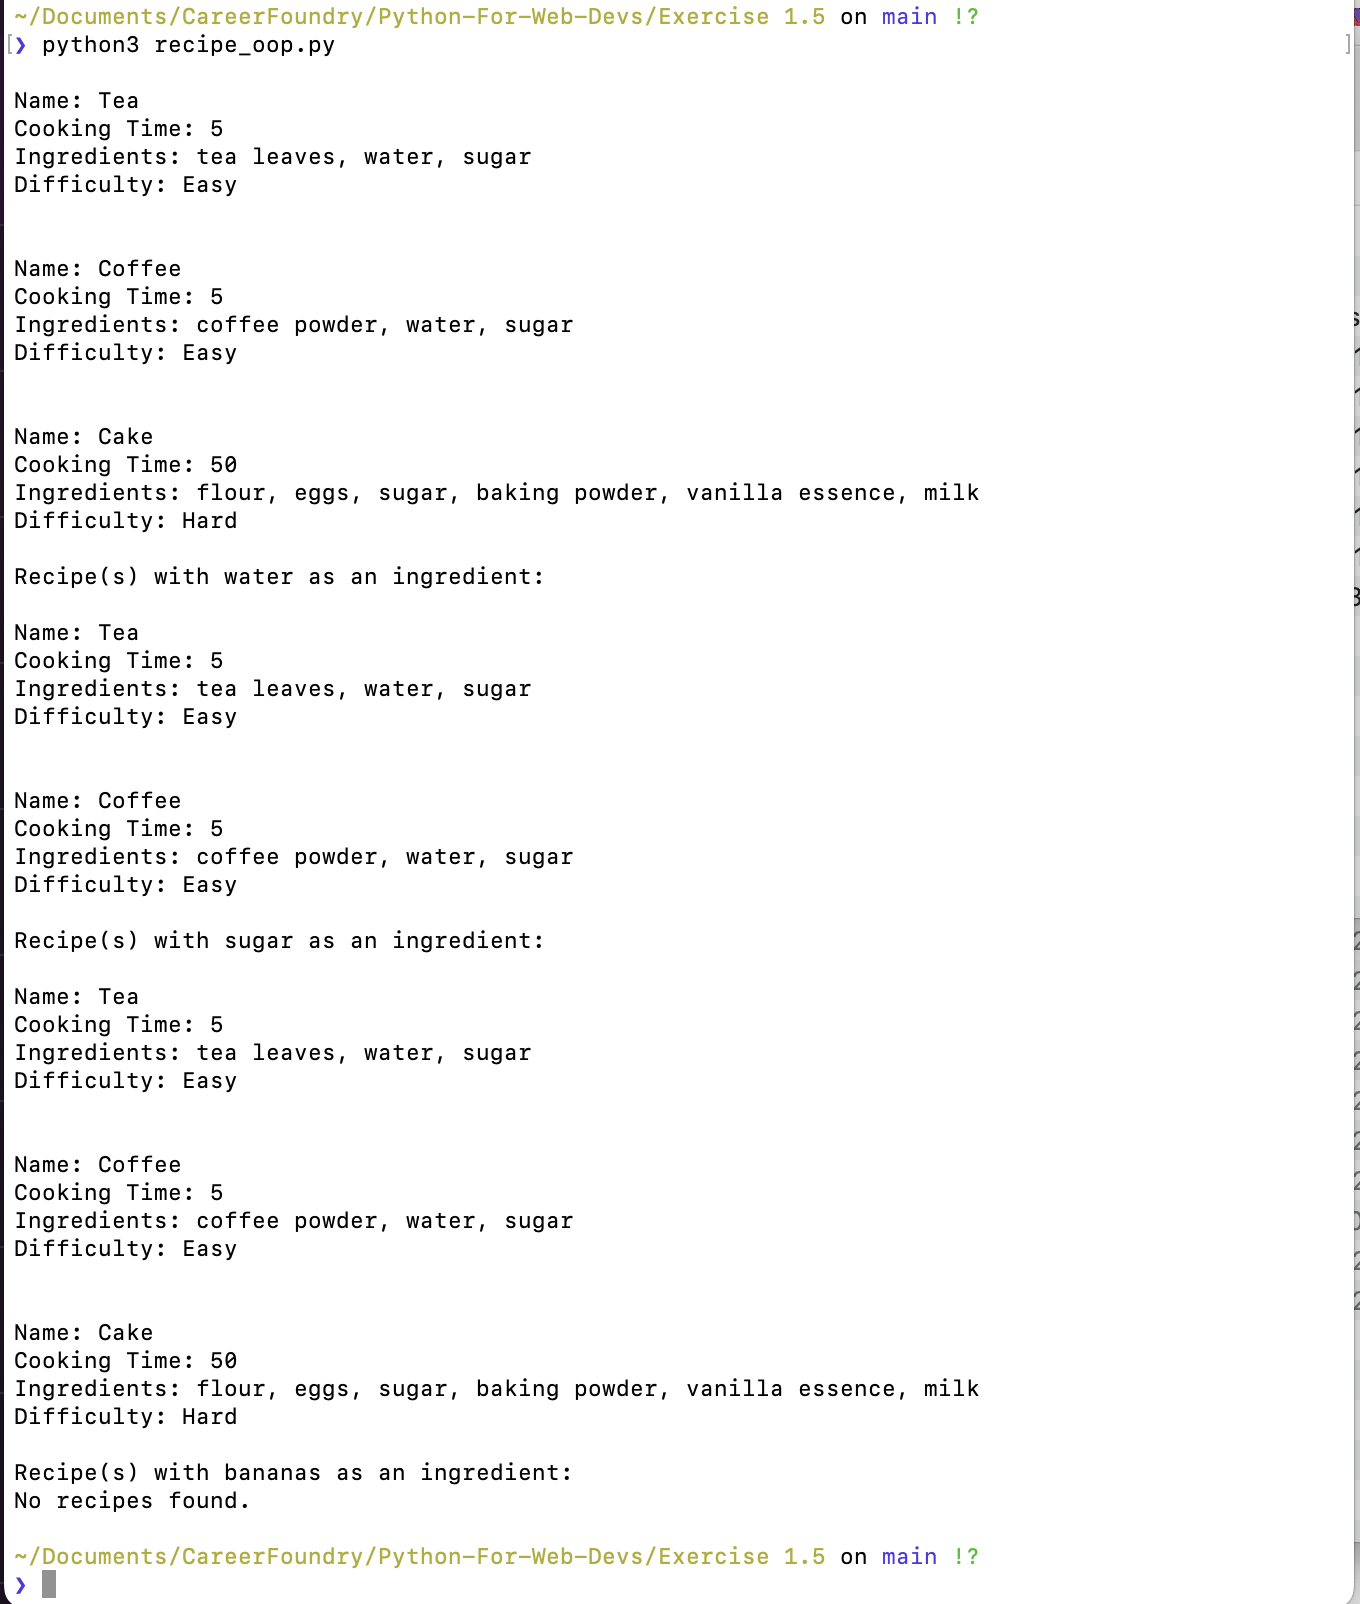 ~/Documents/CareerFoundry/Python-For-Web-Devs/Exercise 1.5 on main !?
[❯ python3 recipe_oop.py ]
Name: Tea
Cooking Time: 5
Ingredients: tea leaves, water, sugar
Difficulty: Easy
Name: Coffee
Cooking Time: 5
Ingredients: coffee powder, water, sugar
Difficulty: Easy
Name: Cake
Cooking Time: 50
Ingredients: flour, eggs, sugar, baking powder, vanilla essence, milk
Difficulty: Hard
Recipe(s) with water as an ingredient:
Name: Tea
Cooking Time: 5
Ingredients: tea leaves, water, sugar
Difficulty: Easy
Name: Coffee
Cooking Time: 5
Ingredients: coffee powder, water, sugar
Difficulty: Easy
Recipe(s) with sugar as an ingredient:
Name: Tea
Cooking Time: 5
Ingredients: tea leaves, water, sugar
Difficulty: Easy
Name: Coffee
Cooking Time: 5
Ingredients: coffee powder, water, sugar
Difficulty: Easy
Name: Cake
Cooking Time: 50
Ingredients: flour, eggs, sugar, baking powder, vanilla essence, milk
Difficulty: Hard
Recipe(s) with bananas as an ingredient:
No recipes found.
~/Documents/CareerFoundry/Python-For-Web-Devs/Exercise 1.5 on main !?
❯